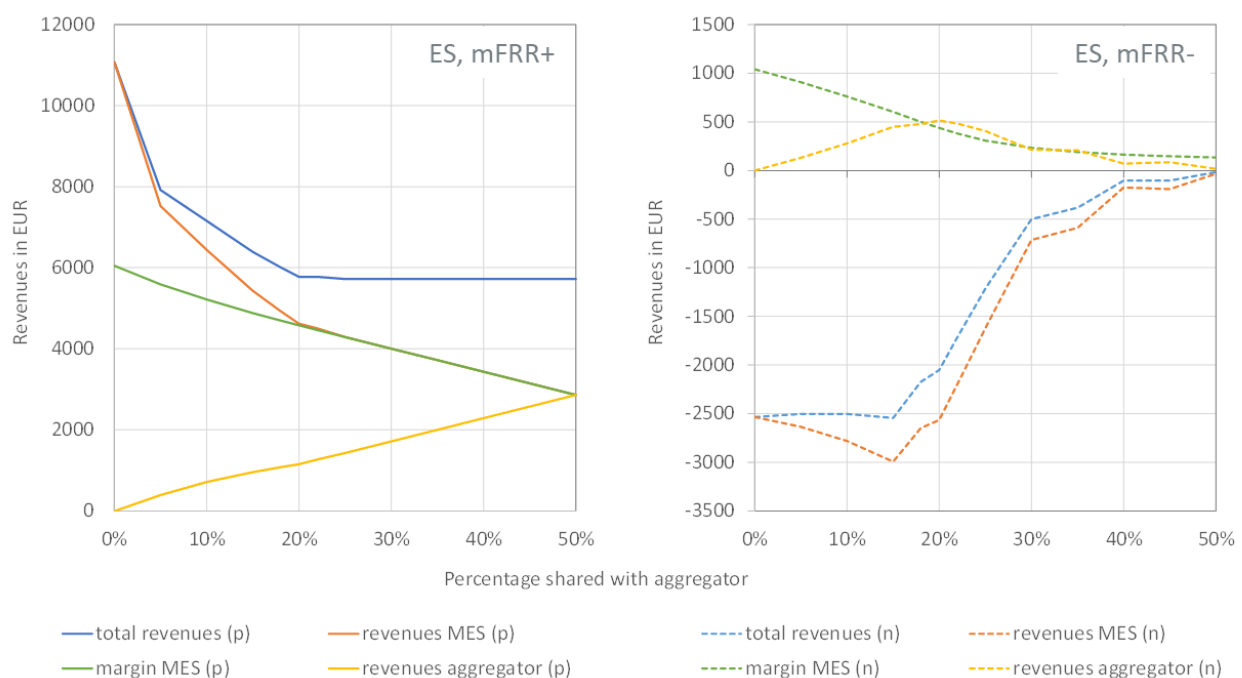 ES, mFRR+
12000
10000
8000
6000
4000
2000
0
Revenues in EUR
0% 10% 20% 30% 40% 50%
ES, mFRR-
1500
1000
500
0
-500
-1000
-1500
-2000
-2500
-3000
-3500
Revenues in EUR
0% 10% 20% 30% 40% 50%
Percentage shared with aggregator
total revenues (p) revenues MES (p)
margin MES (p) revenues aggregator (p)
total revenues (n) revenues MES (n)
margin MES (n) revenues aggregator (n)